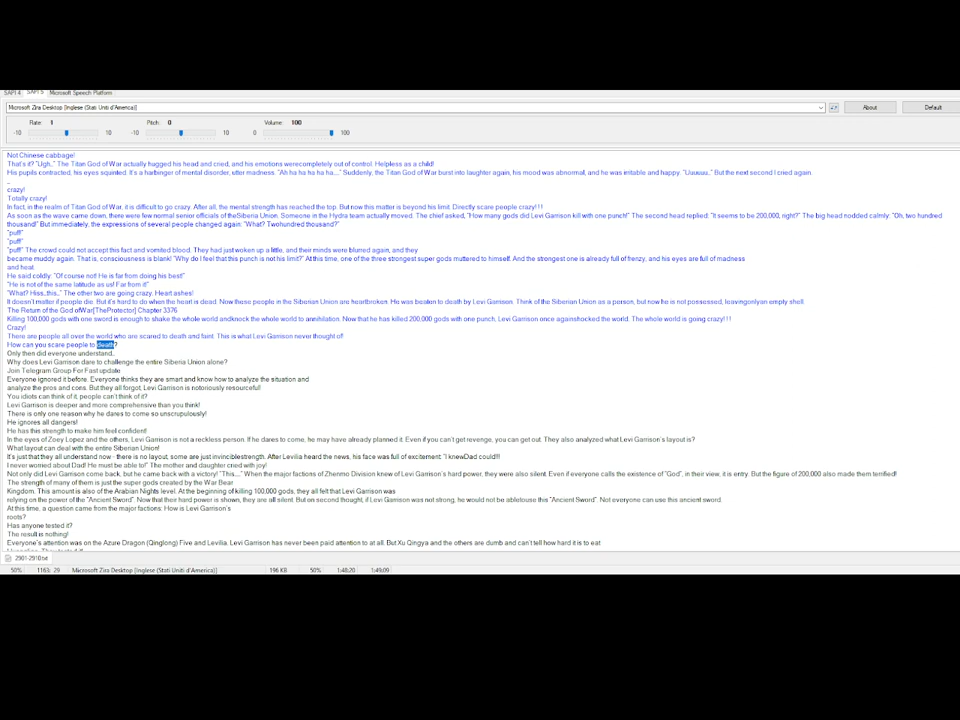 SAPI 4 SAPI 5 Microsoft Speech Platform
Microsoft Zira Desktop [Inglese (Stati Uniti d'America)]
About
Default
Rate: 1
Pitch: 0
Volume: 100
-10 10 -10 10 0 100
Not Chinese cabbage!
That's it? "Ugh,." The Titan God of War actually hagged his head and cried, and his emotions werecompletely out of control. Helpless as a child!
His pupils contracted, his eyes squinted. It's a harbinger of mental disorder, utter madness. "Ah ha ha ha ha,..." Suddenly, the Titan God of War burst into laughter again, his mood was abnormal, and he was irritable and happy. "Uuuuuu," But the next second I cried again.
..
crazy!
Totally crazy!
In fact, in the realm of Titan God of War, it is difficult to go crazy. After all, the mental strength has reached the top. But now this matter is beyond his limit. Directly scare people crazy! ! !
As soon as the wave came down, there were few normal senior officials of theSiberia Union. Someone in the Hydra team actually moved. The chief asked, "How many gods did Levi Garrison kill with one punch!" The second head replied: "It seems to be 200,000, right?" The big head nodded calmly: "Oh, two hundred
thousand!" But immediately, the expressions of several people changed again: "What? Twohundred thousand?"
"puff!"
"puff!"
"puff!" The crowd could not accept this fact and vomited blood. They had just woken up a little, and their minds were blurred again, and they
became muddy again. That is, consciousness is blank! "Why do I feel that this punch is not his limit?" At this time, one of the three strongest super gods muttered to himself. And the strongest one is already full of frenzy, and his eyes are full of madness
and heat.
He said coldly: "Of course not! He is far from doing his best!"
"He is not of the same latitude as us! Far from it!"
"What? Hiss,.this,." The other two are going crazy. Heart ashes!
It doesn't matter if people die. But it's hard to do when the heart is dead. Now these people in the Siberian Union are heartbroken. He was beaten to death by Levi Garrison. Think of the Siberian Union as a person, but now he is not possessed, leavingonlyan empty shell.
The Return of the God ofWar[TheProtector] Chapter 3376
Killing 100,000 gods with one sword is enough to shake the whole world andknock the whole world to annihilation. Now that he has killed 200,000 gods with one punch, Levi Garrison once againshocked the world. The whole world is going crazy! ! !
Crazy!
There are people all over the world who are scared to death and faint. This is what Levi Garrison never thought of!
How can you scare people to death?
Only then did everyone understand,.
Why does Levi Garrison dare to challenge the entire Siberia Union alone?
Join Telegram Group For Fast update
Everyone ignored it before. Everyone thinks they are smart and know how to analyze the situation and
analyze the pros and cons. But they all forgot, Levi Garrison is notoriously resourceful!
You idiots can think of it, people can't think of it?
Levi Garrison is deeper and more comprehensive than you think!
There is only one reason why he dares to come so unscrupulously!
He ignores all dangers!
He has this strength to make him feel confident!
In the eyes of Zoey Lopez and the others, Levi Garrison is not a reckless person. If he dares to come, he may have already planned it. Even if you can't get revenge, you can get out. They also analyzed what Levi Garrison's layout is?
What layout can deal with the entire Siberian Union!
It's just that they all understand now - there is no layout, some are just invinciblestrength. After Levilia heard the news, his face was full of excitement: "I knewDad could!!!
I never worried about Dad! He must be able to!" The mother and daughter cried with joy!
Not only did Levi Garrison come back, but he came back with a victory! "This,..." When the major factions of Zhenmo Division knew of Levi Garrison's hard power, they were also silent. Even if everyone calls the existence of "God", in their view, it is entry. But the figure of 200,000 also made them terrified!
The strength of many of them is just the super gods created by the War Bear
Kingdom. This amount is also of the Arabian Nights level. At the beginning of killing 100,000 gods, they all felt that Levi Garrison was
relying on the power of the "Ancient Sword". Now that their hard power is shown, they are all silent. But on second thought, if Levi Garrison was not strong, he would not be abletouse this "Ancient Sword". Not everyone can use this ancient sword.
At this time, a question came from the major factions: How is Levi Garrison's
roots?
Has anyone tested it?
The result is nothing!
Everyone's attention was on the Azure Dragon (Qinglong) Five and Levilia. Levi Garrison has never been paid attention to at all. But Xu Qingya and the others are dumb and can't tell how hard it is to eat
2901-2910.txt
50% 1163: 29 Microsoft Zira Desktop [Inglese (Stati Uniti d'America)] 196 KB 50% 1:48;20 1:49;09